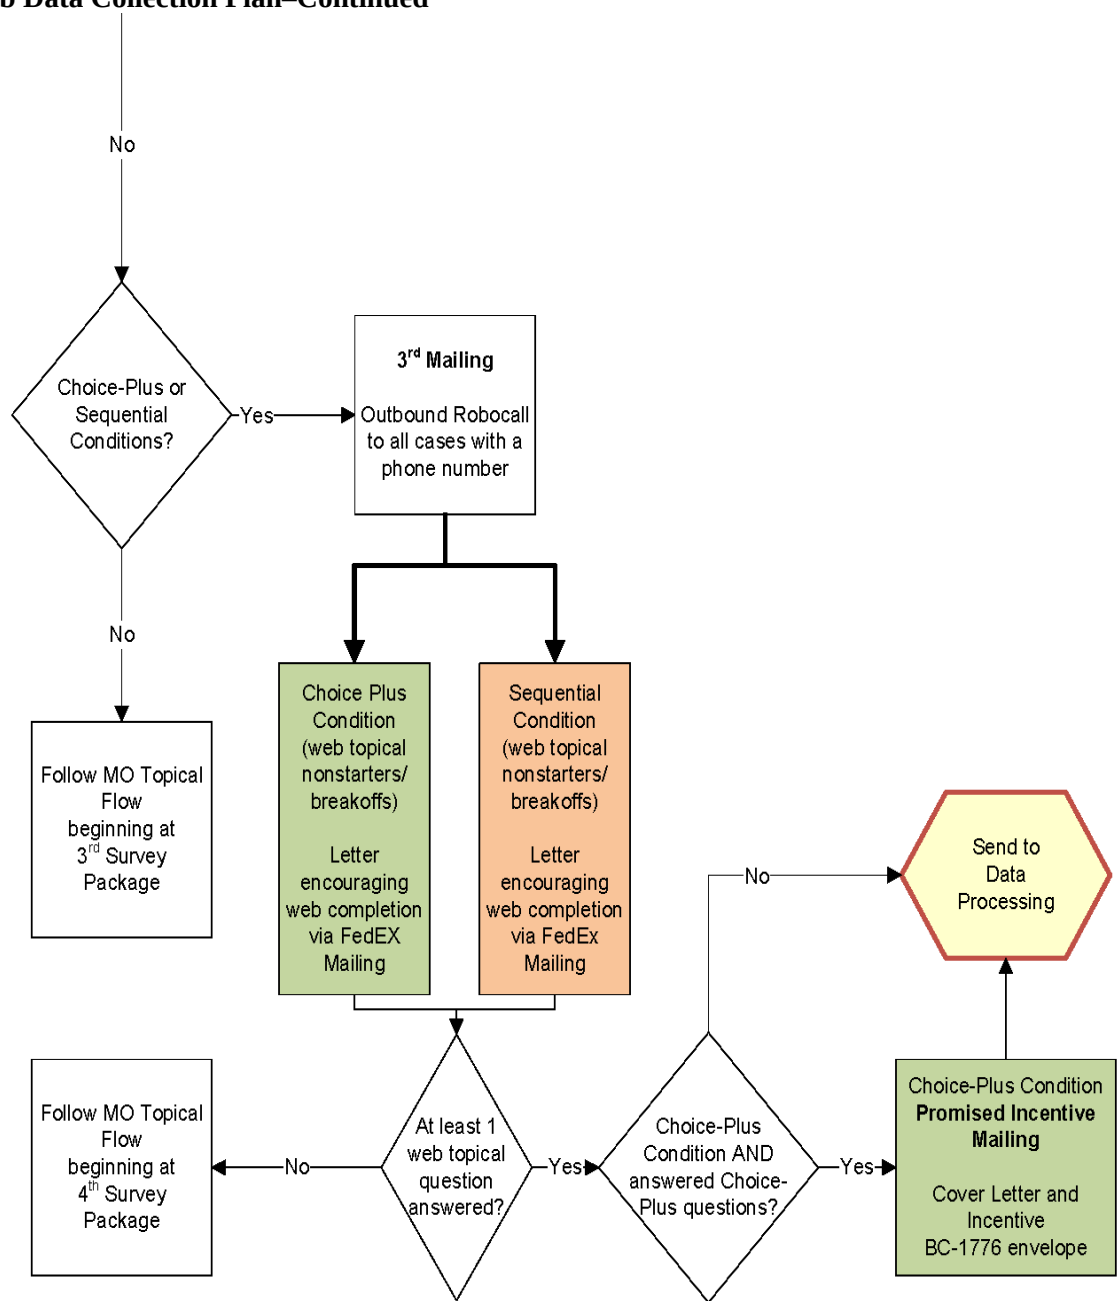 b Data Collection Plan–Continued
No
Choice-Plus or
Sequential
Conditions?
Yes
3rd Mailing
Outbound Robocall
to all cases with a
phone number
No
Follow MO Topical
Flow
beginning at
3rd Survey
Package
Choice Plus
Condition
(web topical
nonstarters/
breakoffs)
Letter
encouraging
web completion
via FedEX
Mailing
Sequential
Condition
(web topical
nonstarters/
breakoffs)
Letter
encouraging
web completion
via FedEx
Mailing
Send to
Data
Processing
No
Follow MO Topical
Flow
beginning at
4th Survey
Package
No
At least 1
web topical
question
answered?
Yes
Choice-Plus
Condition AND
answered Choice-
Plus questions?
Yes
Choice-Plus Condition
Promised Incentive
Mailing
Cover Letter and
Incentive
BC-1776 envelope